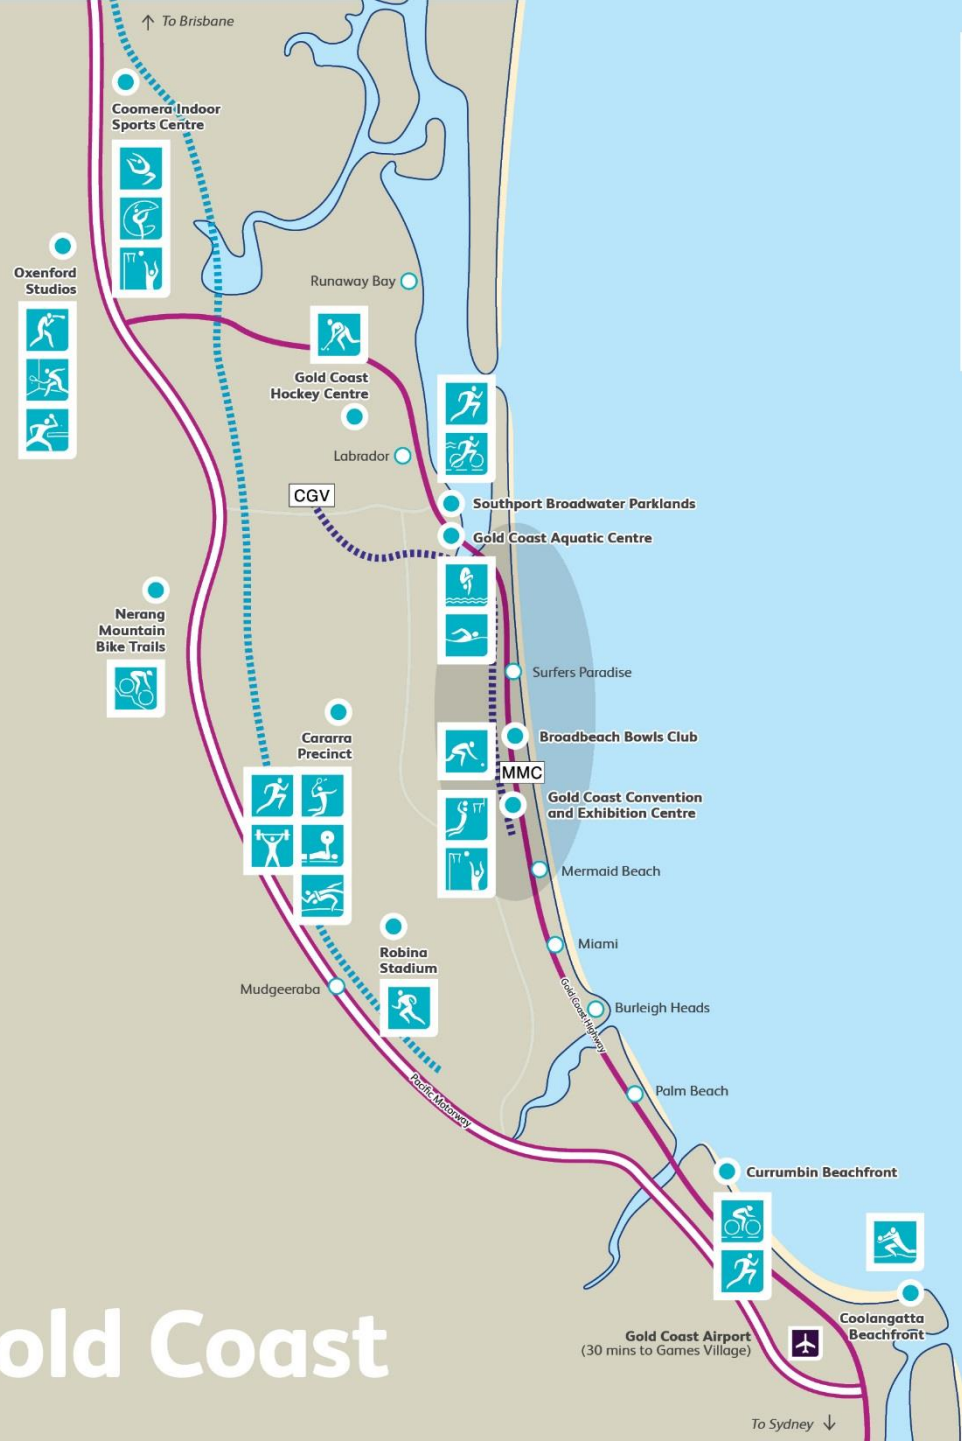 ↑ To Brisbane
Coomera Indoor
Sports Centre
Oxenford
Studios
Runaway Bay
Gold Coast
Hockey Centre
Labrador
CGV
Southport Broadwater Parklands
Gold Coast Aquatic Centre
Nerang
Mountain
Bike Trails
Surfers Paradise
Cararra
Precinct
Broadbeach Bowls Club
MMC
Gold Coast Convention
and Exhibition Centre
Mermaid Beach
Robina
Stadium
Miami
Mudgeeraba
Gold Coast Highway
Burleigh Heads
Pacific Motorway
Palm Beach
Currumbin Beachfront
old Coast
Coolangatta
Beachfront
Gold Coast Airport
(30 mins to Games Village)
To Sydney ↓